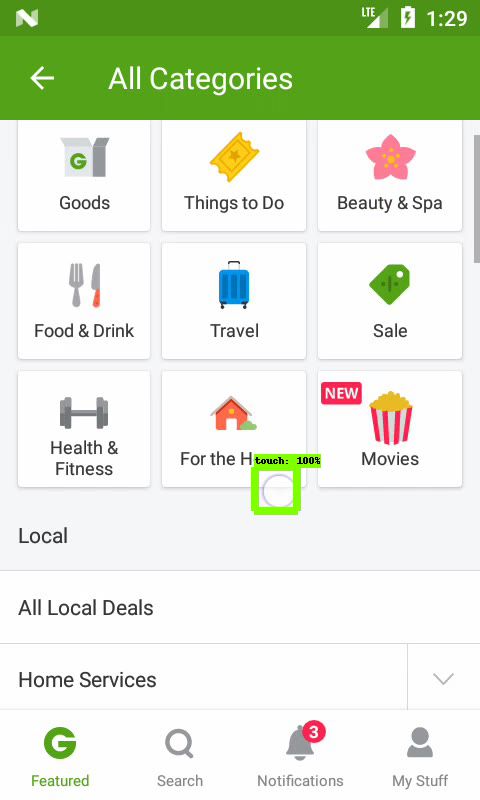 LTE 1:29
All Categories
Goods
Things to Do
Beauty & Spa
Food & Drink
Travel
Sale
Health &
Fitness
For the H
NEW
Movies
touch: 100%
Local
All Local Deals
Home Services
3
Featured
Search
Notifications
My Stuff